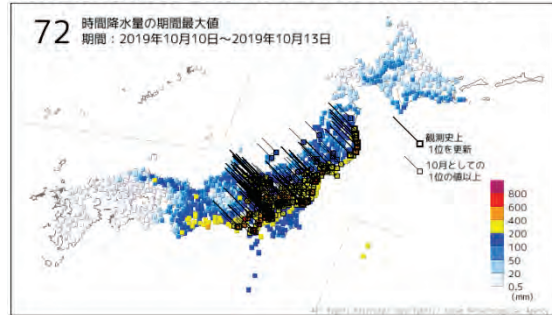 72 時間降水量の期間最大値
期間：2019年10月10日～2019年10月13日
観測史上
1位を更新
10月としての
1位の値以上
800
600
400
200
100
50
20
0.5
(mm)